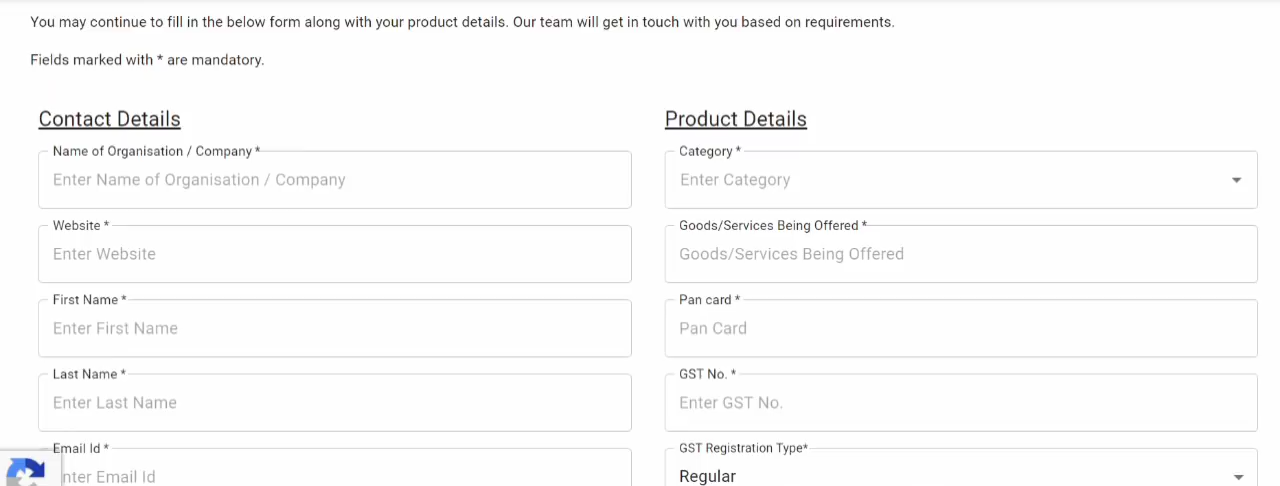 You may continue to fill in the below form along with your product details. Our team will get in touch with you based on requirements.
Fields marked with * are mandatory.
Contact Details
Name of Organisation / Company *
Enter Name of Organisation / Company
Website *
Enter Website
First Name *
Enter First Name
Last Name *
Enter Last Name
Email Id *
nter Email Id
Product Details
Category *
Enter Category
Goods/Services Being Offered *
Goods/Services Being Offered
Pan card *
Pan Card
GST No. *
Enter GST No.
GST Registration Type*
Regular